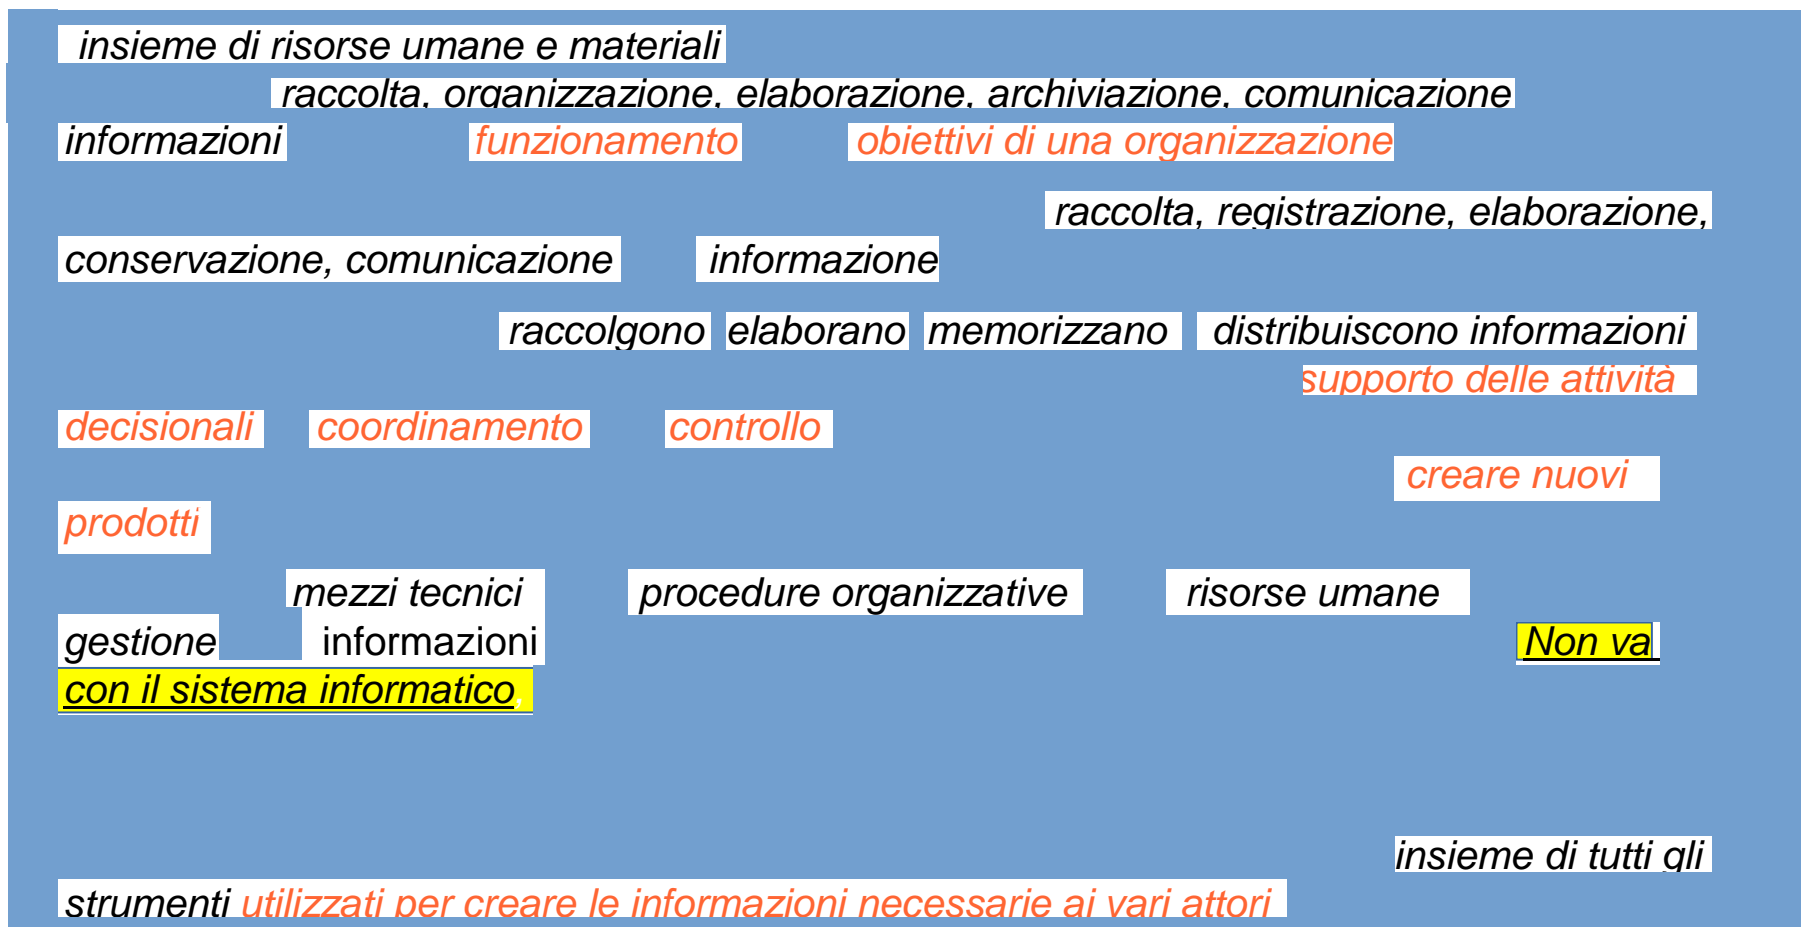 insieme di risorse umane e materiali
raccolta, organizzazione, elaborazione, archiviazione, comunicazione
informazioni funzionamento obiettivi di una organizzazione
raccolta, registrazione, elaborazione,
conservazione, comunicazione informazione
raccolgono elaborano memorizzano distribuiscono informazioni
supporto delle attività
decisionali coordinamento controllo
creare nuovi
prodotti
mezzi tecnici procedure organizzative risorse umane
gestione informazioni Non va
con il sistema informatico,
insieme di tutti gli
strumenti utilizzati per creare le informazioni necessarie ai vari attori